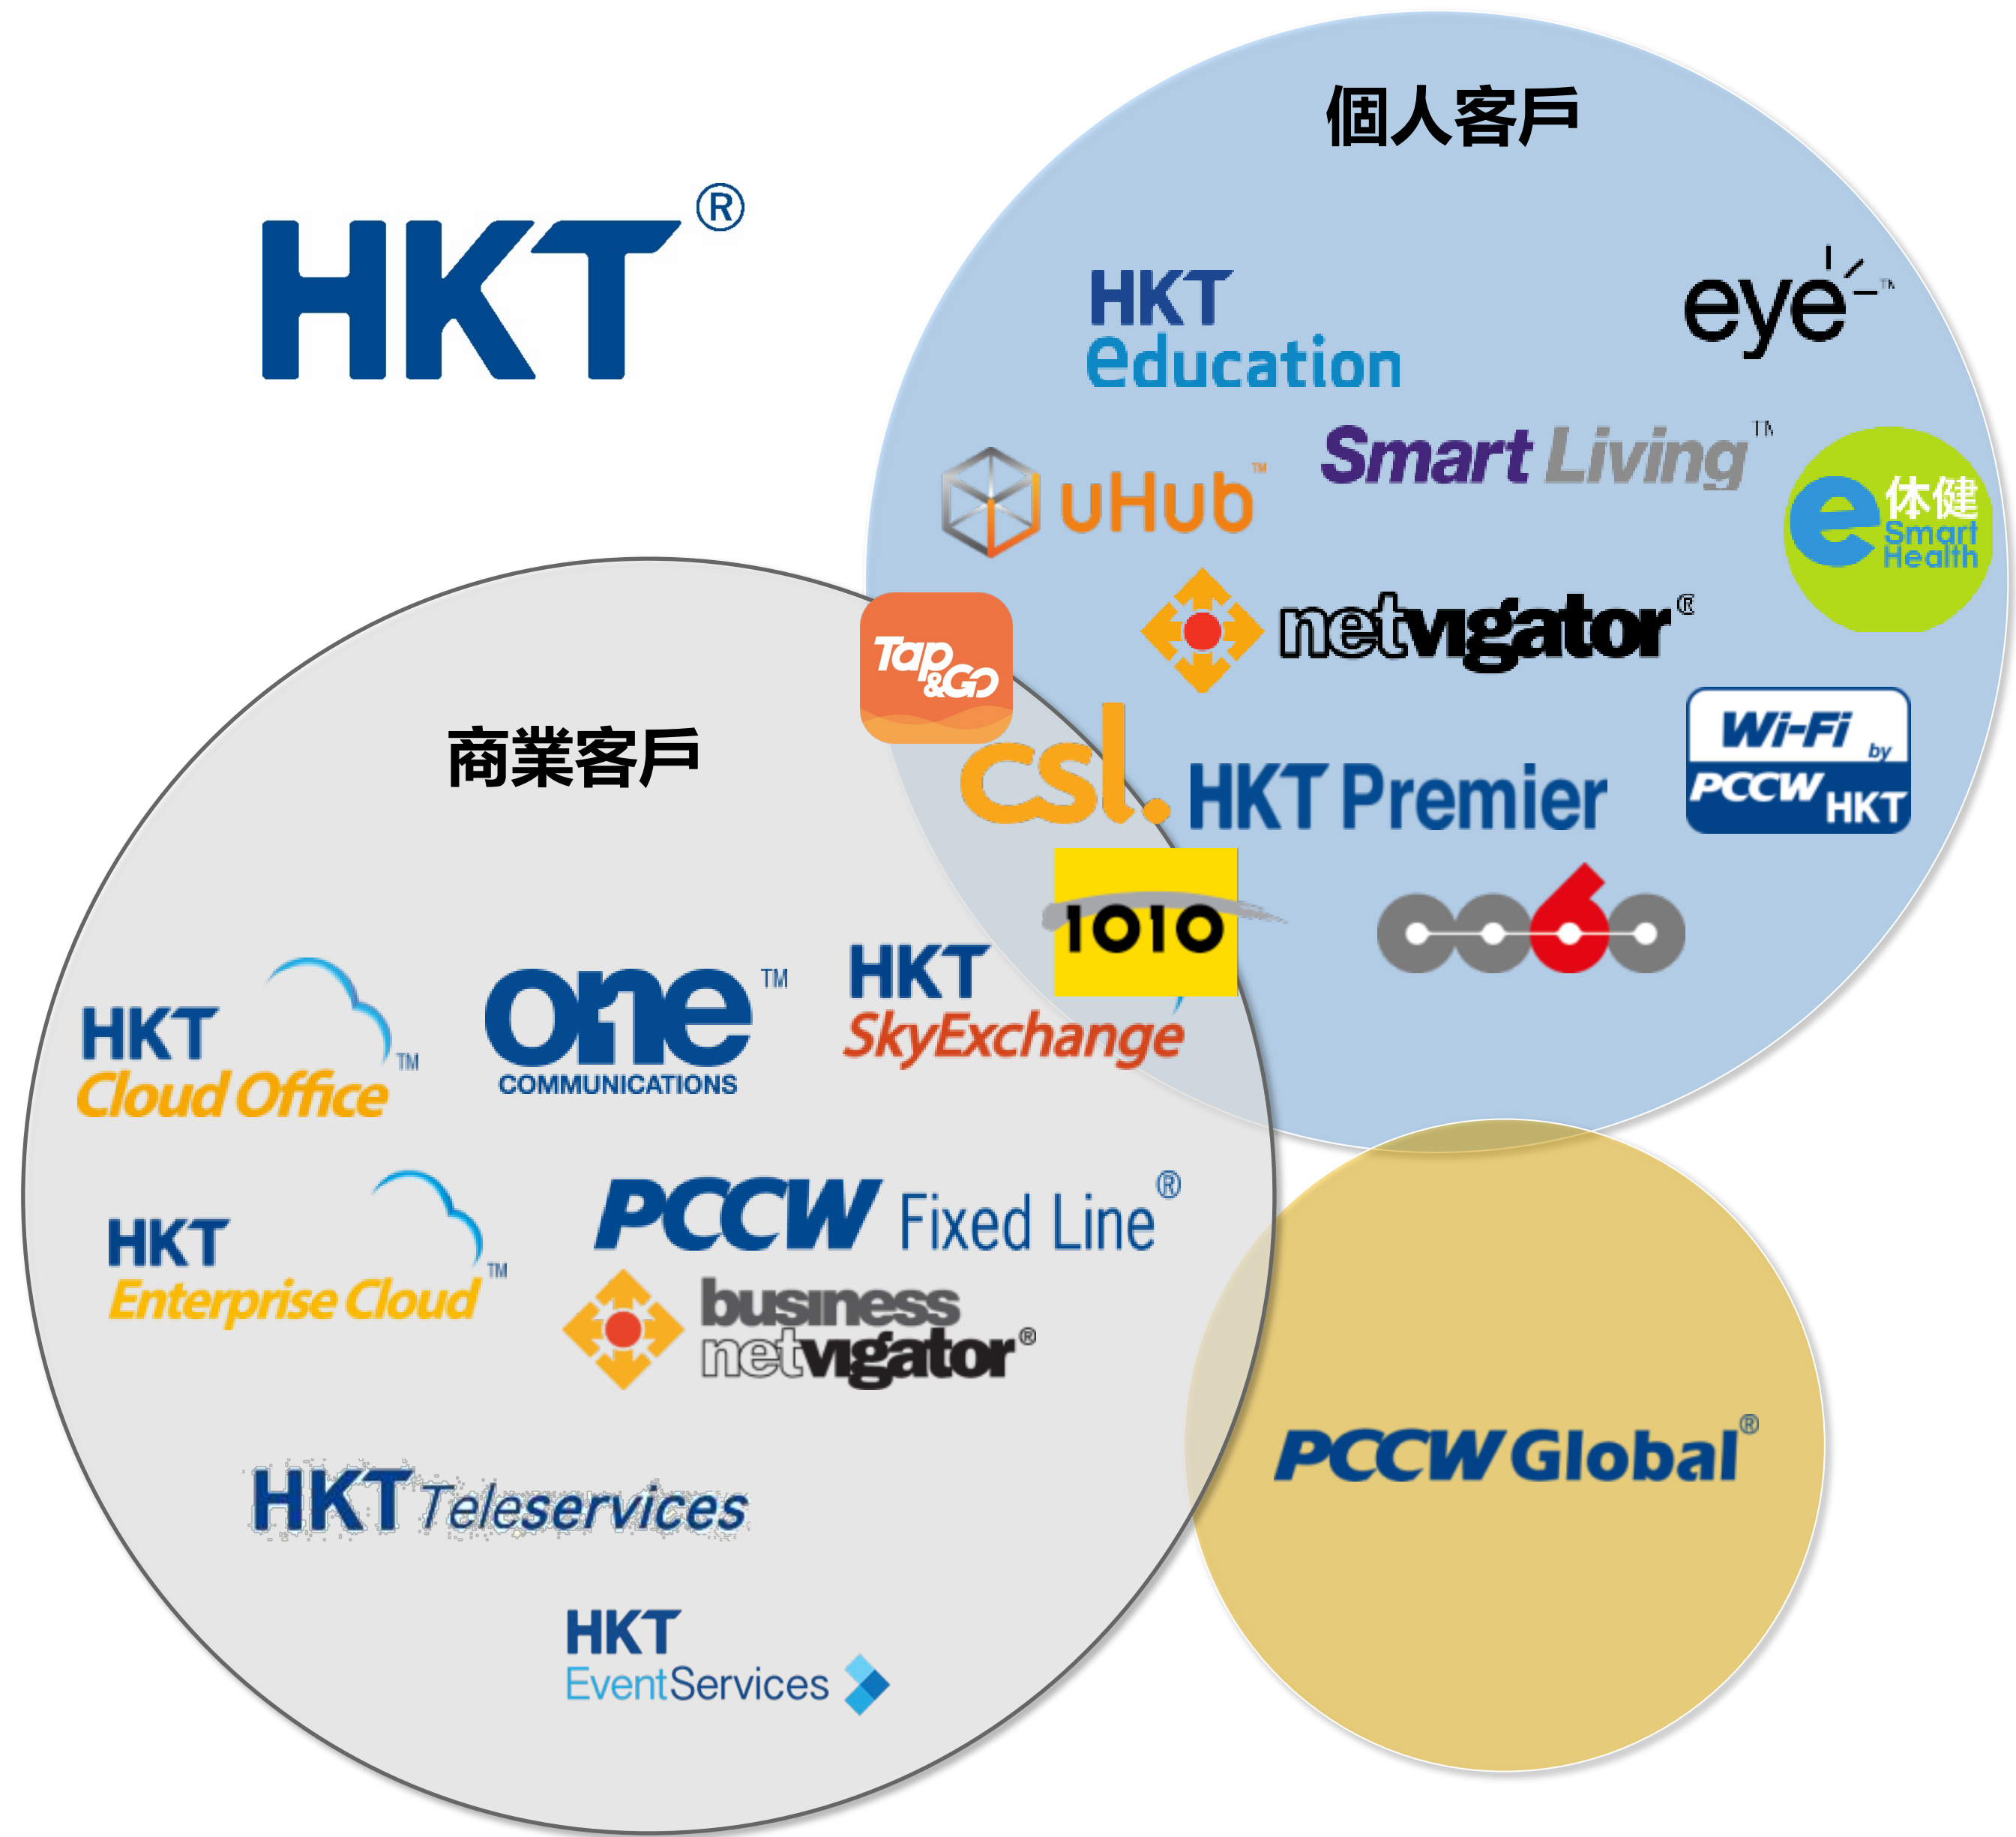 HKT®
個人客戶
HKT
education
eye™
Smart Living™
uHub™
e休健
Smart
Health
netvigator®
Tap
&Go
商業客戶
csl.
HKT Premier
Wi-Fi by
PCCW HKT
1010
0060
HKT
Cloud Office™
one™
COMMUNICATIONS
HKT
SkyExchange
HKT
Enterprise Cloud™
PCCW Fixed Line®
business
netvigator®
PCCW Global®
HKT Teleservices
HKT
EventServices